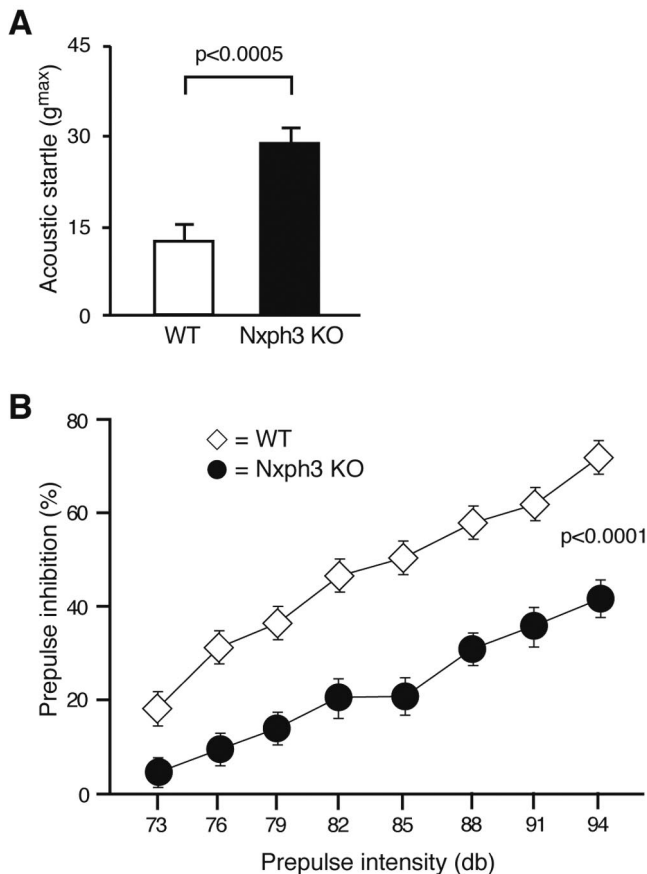 A
Acoustic startle (gmax)
45
30
15
0
p<0.0005
WT
Nxph3 KO
B
Prepulse inhibition (%)
80
60
40
20
0
= WT
= Nxph3 KO
p<0.0001
73 76 79 82 85 88 91 94
Prepulse intensity (db)